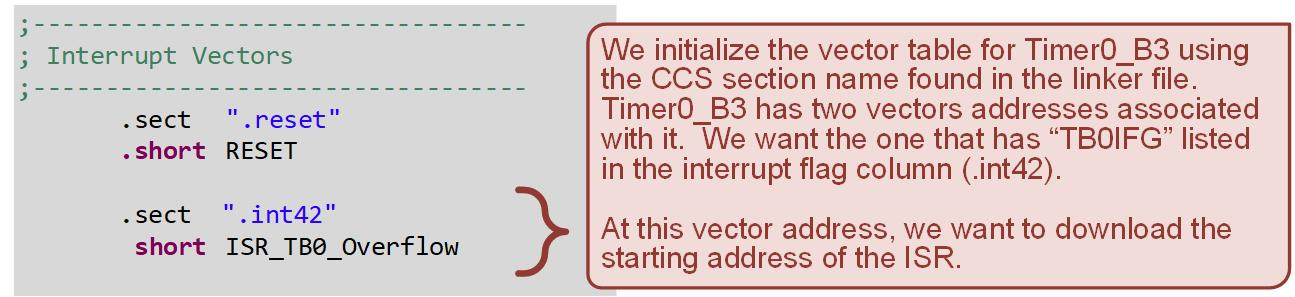 ;---------------------------------
; Interrupt Vectors
;---------------------------------
.sect ".reset"
.short RESET
.sect ".int42"
short ISR_TB0_Overflow
We initialize the vector table for Timer0_B3 using
the CCS section name found in the linker file.
Timer0_B3 has two vectors addresses associated
with it. We want the one that has “TB0IFG” listed
in the interrupt flag column (.int42).
At this vector address, we want to download the
starting address of the ISR.